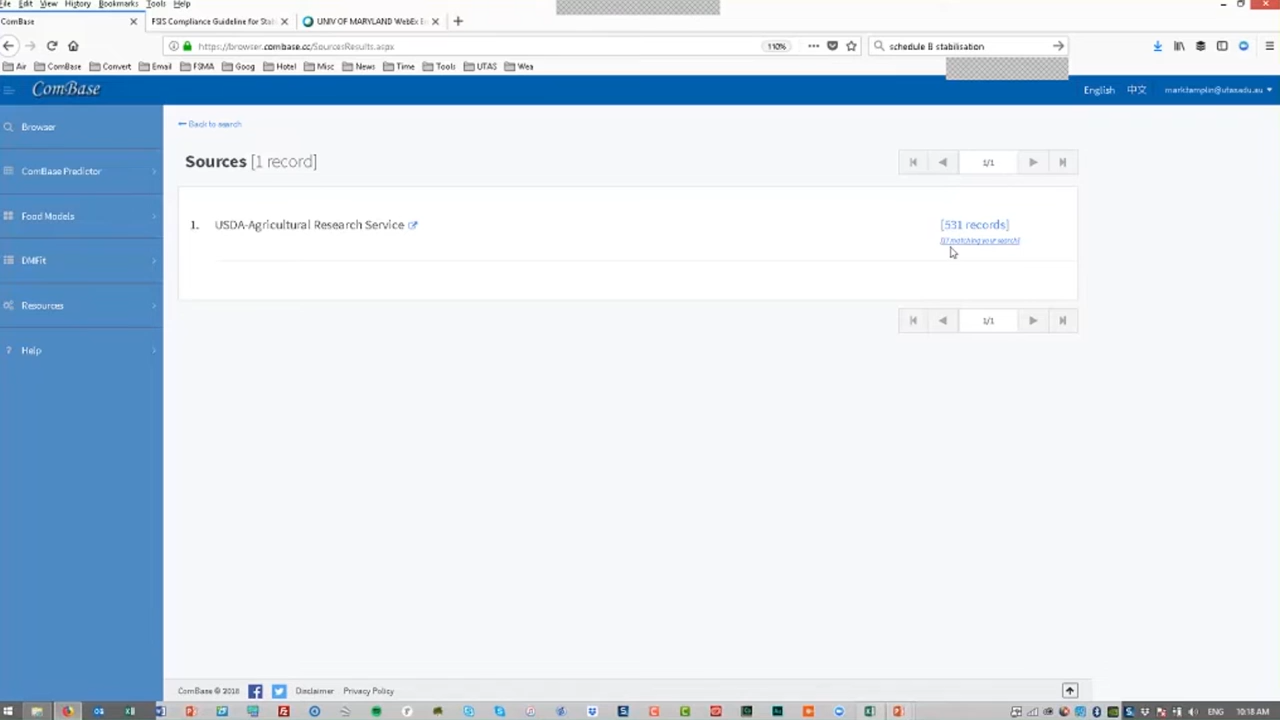 File Edit View History Bookmarks Tools Help
ComBase FSIS Compliance Guideline for Stab UNIV OF MARYLAND WebEx
https://browser.combase.cc/SourcesResults.aspx 110% schedule B stabilisation
Air ComBase Convert Email FSMA Goog Hotel Misc News Time Tools UTAS Wea
ComBase English 中文
Browser
ComBase Predictor
Food Models
DMFit
Resources
Help
Back to search
Sources [1 record] 1/1
1. USDA-Agricultural Research Service [531 records]
matching your search]
1/1
ComBase © 2018 Disclaimer Privacy Policy
ENG 10:18 AM